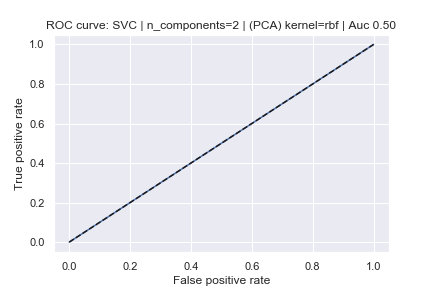 ROC curve: SVC | n_components=2 | (PCA) kernel=rbf | Auc 0.50
1.0
0.8
0.6
0.4
0.2
0.0
True positive rate
0.0 0.2 0.4 0.6 0.8 1.0
False positive rate